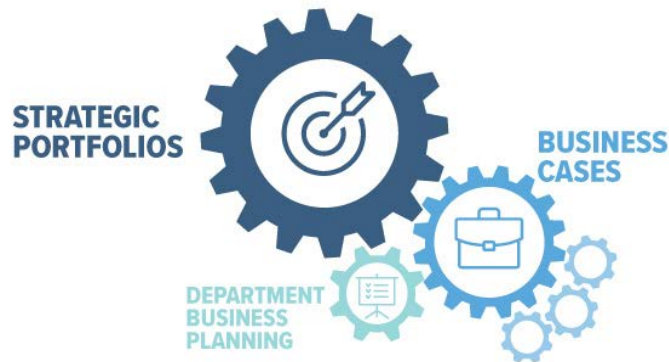 STRATEGIC
PORTFOLIOS
BUSINESS
CASES
DEPARTMENT
BUSINESS
PLANNING